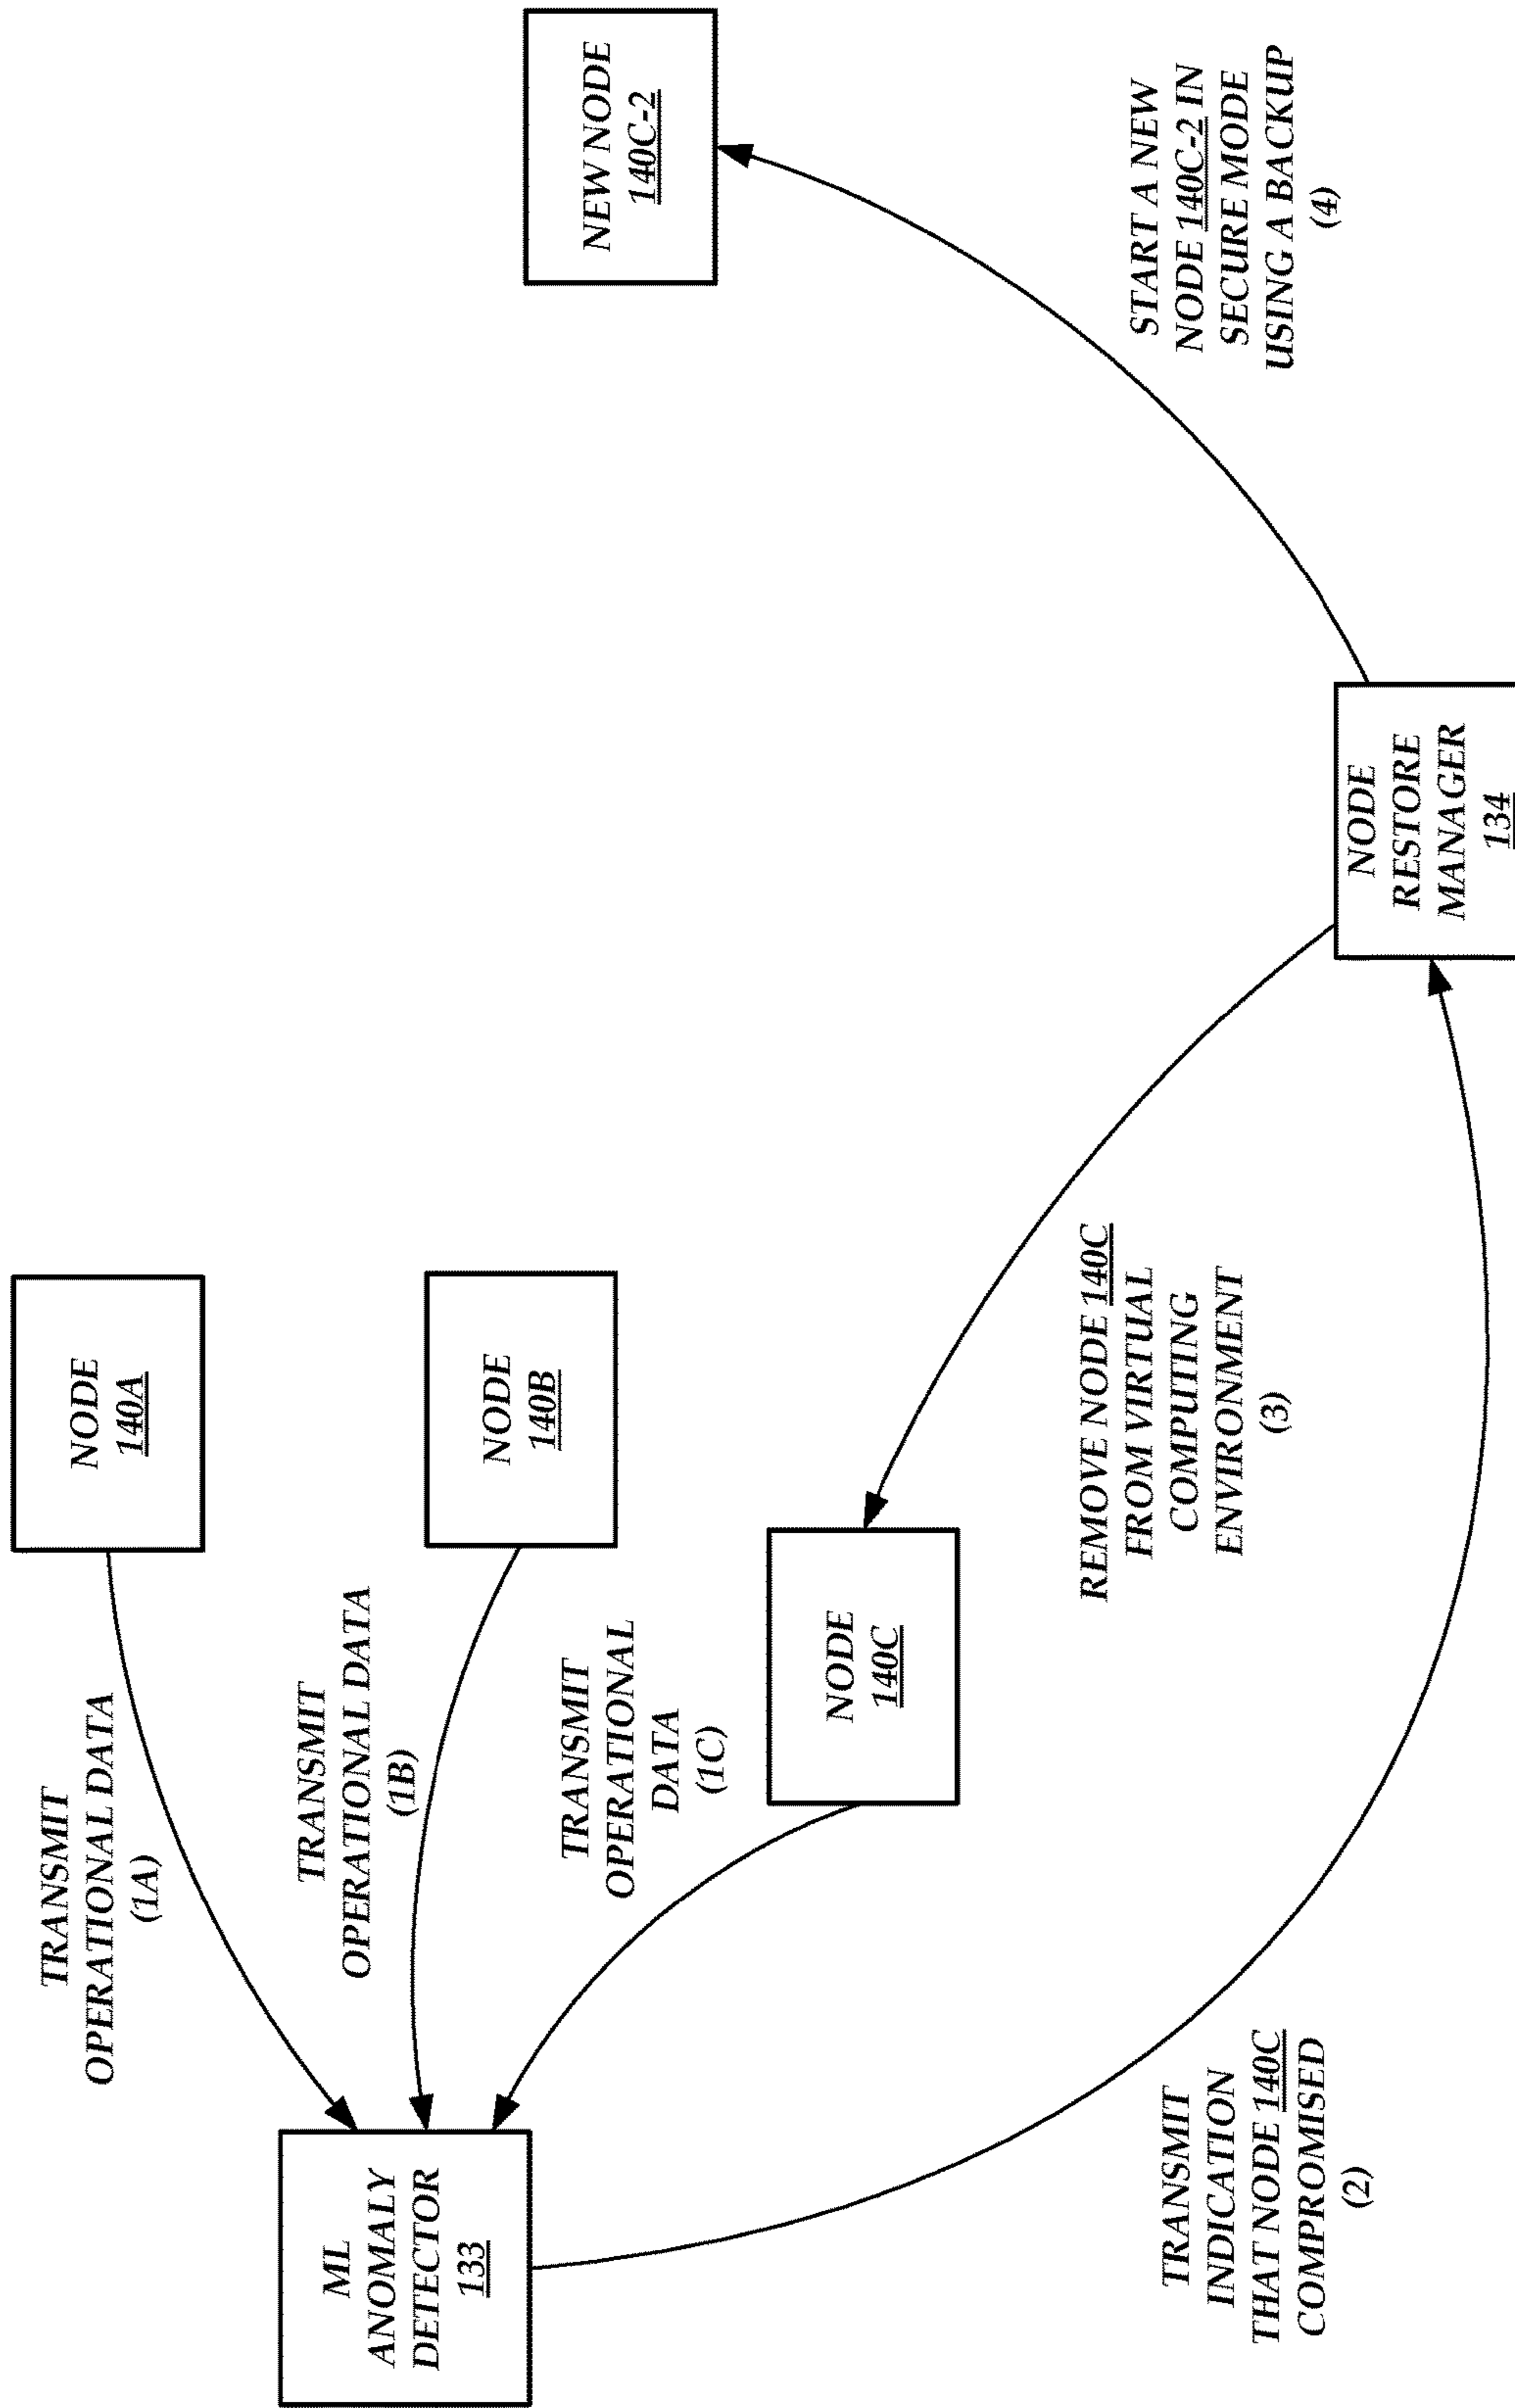 TRANSMIT
OPERATIONAL DATA
(1A)
NODE
140A
ML
ANOMALY
DETECTOR
133
TRANSMIT
OPERATIONAL DATA
(1B)
NODE
140B
TRANSMIT
OPERATIONAL
DATA
(1C)
NODE
140C
NEW NODE
140C-2
TRANSMIT
INDICATION
THAT NODE 140C
COMPROMISED
(2)
REMOVE NODE 140C
FROM VIRTUAL
COMPUTING
ENVIRONMENT
(3)
NODE
RESTORE
MANAGER
134
START A NEW
NODE 140C-2 IN
SECURE MODE
USING A BACKUP
(4)